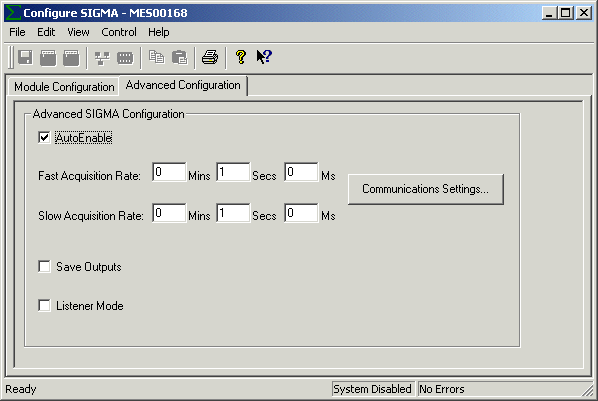 Configure SIGMA - MES00168
File Edit View Control Help
Module Configuration Advanced Configuration
Advanced SIGMA Configuration
AutoEnable
Fast Acquisition Rate: 0 Mins 1 Secs 0 Ms
Communications Settings...
Slow Acquisition Rate: 0 Mins 1 Secs 0 Ms
Save Outputs
Listener Mode
Ready System Disabled No Errors